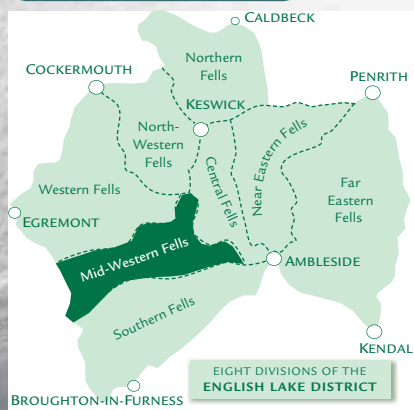 CALDBECK
Northern
Fells
COCKERMOUTH
PENRITH
KESWICK
North-
Western
Fells
Central Fells
Near Eastern Fells
Far
Eastern
Fells
Western Fells
EGREMONT
Mid-Western Fells
AMBLESIDE
Southern Fells
KENDAL
EIGHT DIVISIONS OF THE
ENGLISH LAKE DISTRICT
BROUGHTON-IN-FURNESS